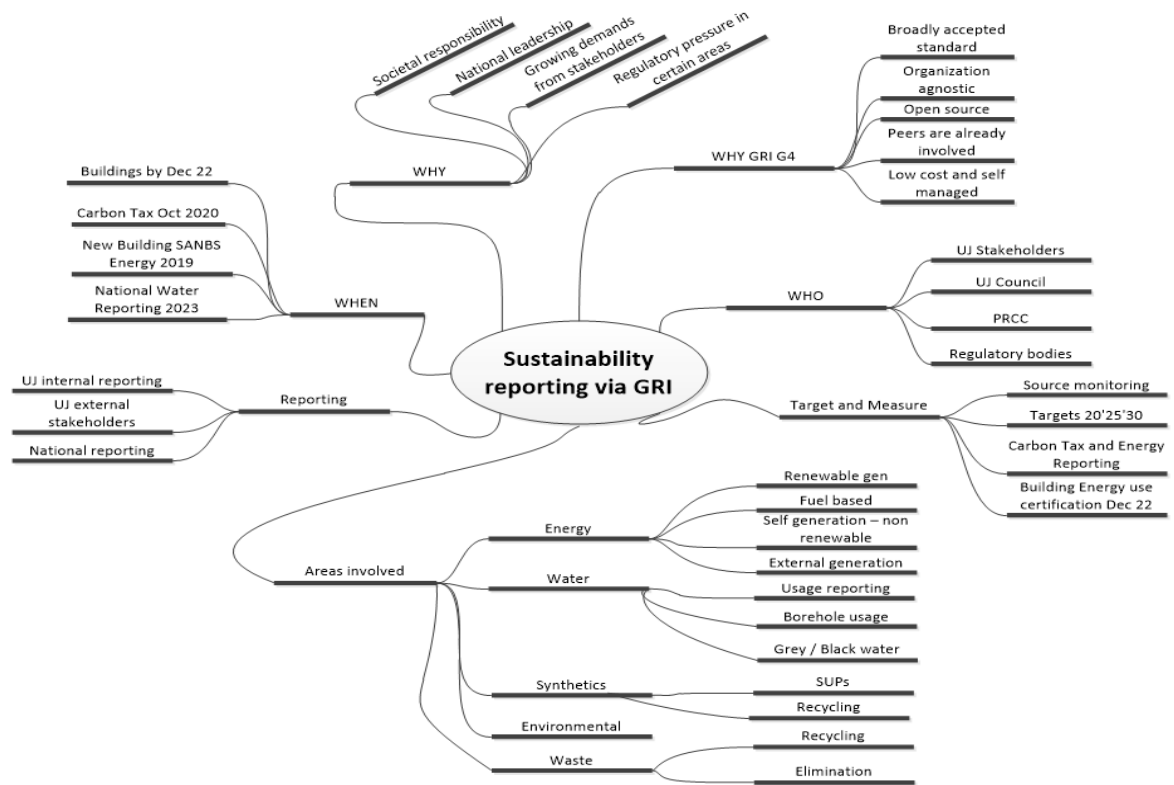 Societal responsibility
National leadership
Growing demands
from stakeholders
Regulatory pressure in
certain areas
WHY
Broadly accepted
standard
Organization
agnostic
Open source
Peers are already
involved
Low cost and self
managed
WHY GRI G4
Buildings by Dec 22
Carbon Tax Oct 2020
New Building SANBS
Energy 2019
National Water
Reporting 2023
WHEN
UJ Stakeholders
UJ Council
PRCC
Regulatory bodies
WHO
Sustainability
reporting via GRI
UJ internal reporting
UJ external
stakeholders
National reporting
Reporting
Target and Measure
Source monitoring
Targets 20'25'30
Carbon Tax and Energy
Reporting
Building Energy use
certification Dec 22
Areas involved
Energy
Renewable gen
Fuel based
Self generation – non
renewable
External generation
Water
Usage reporting
Borehole usage
Grey / Black water
Synthetics
SUPs
Recycling
Environmental
Waste
Recycling
Elimination